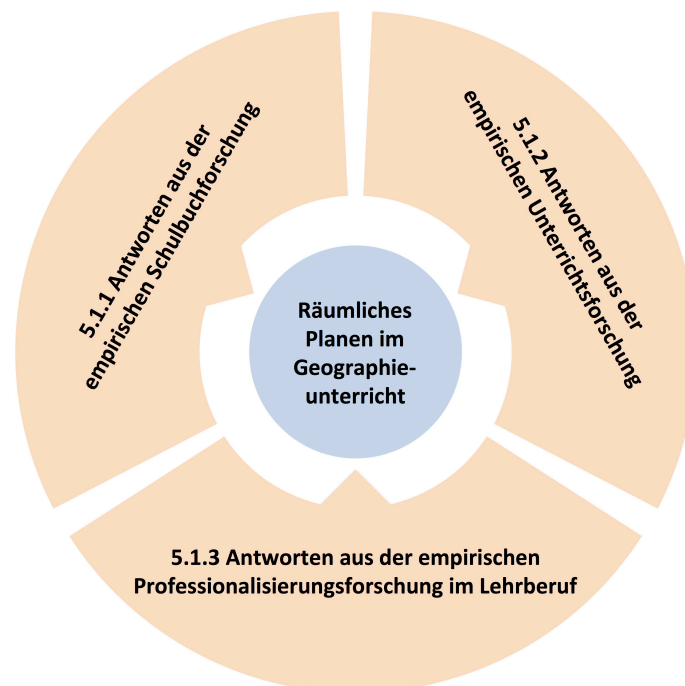 5.1.1 Antworten aus der
empirischen Schulbuchforschung
5.1.2 Antworten aus der
empirischen Unterrichtsforschung
Räumliches
Planen im
Geographie-
unterricht
5.1.3 Antworten aus der empirischen
Professionalisierungsforschung im Lehrberuf